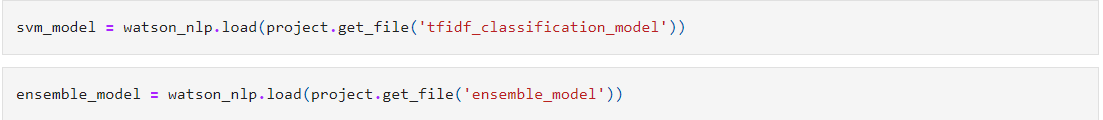 svm_model = watson_nlp.load(project.get_file('tfidf_classification_model'))
ensemble_model = watson_nlp.load(project.get_file('ensemble_model'))